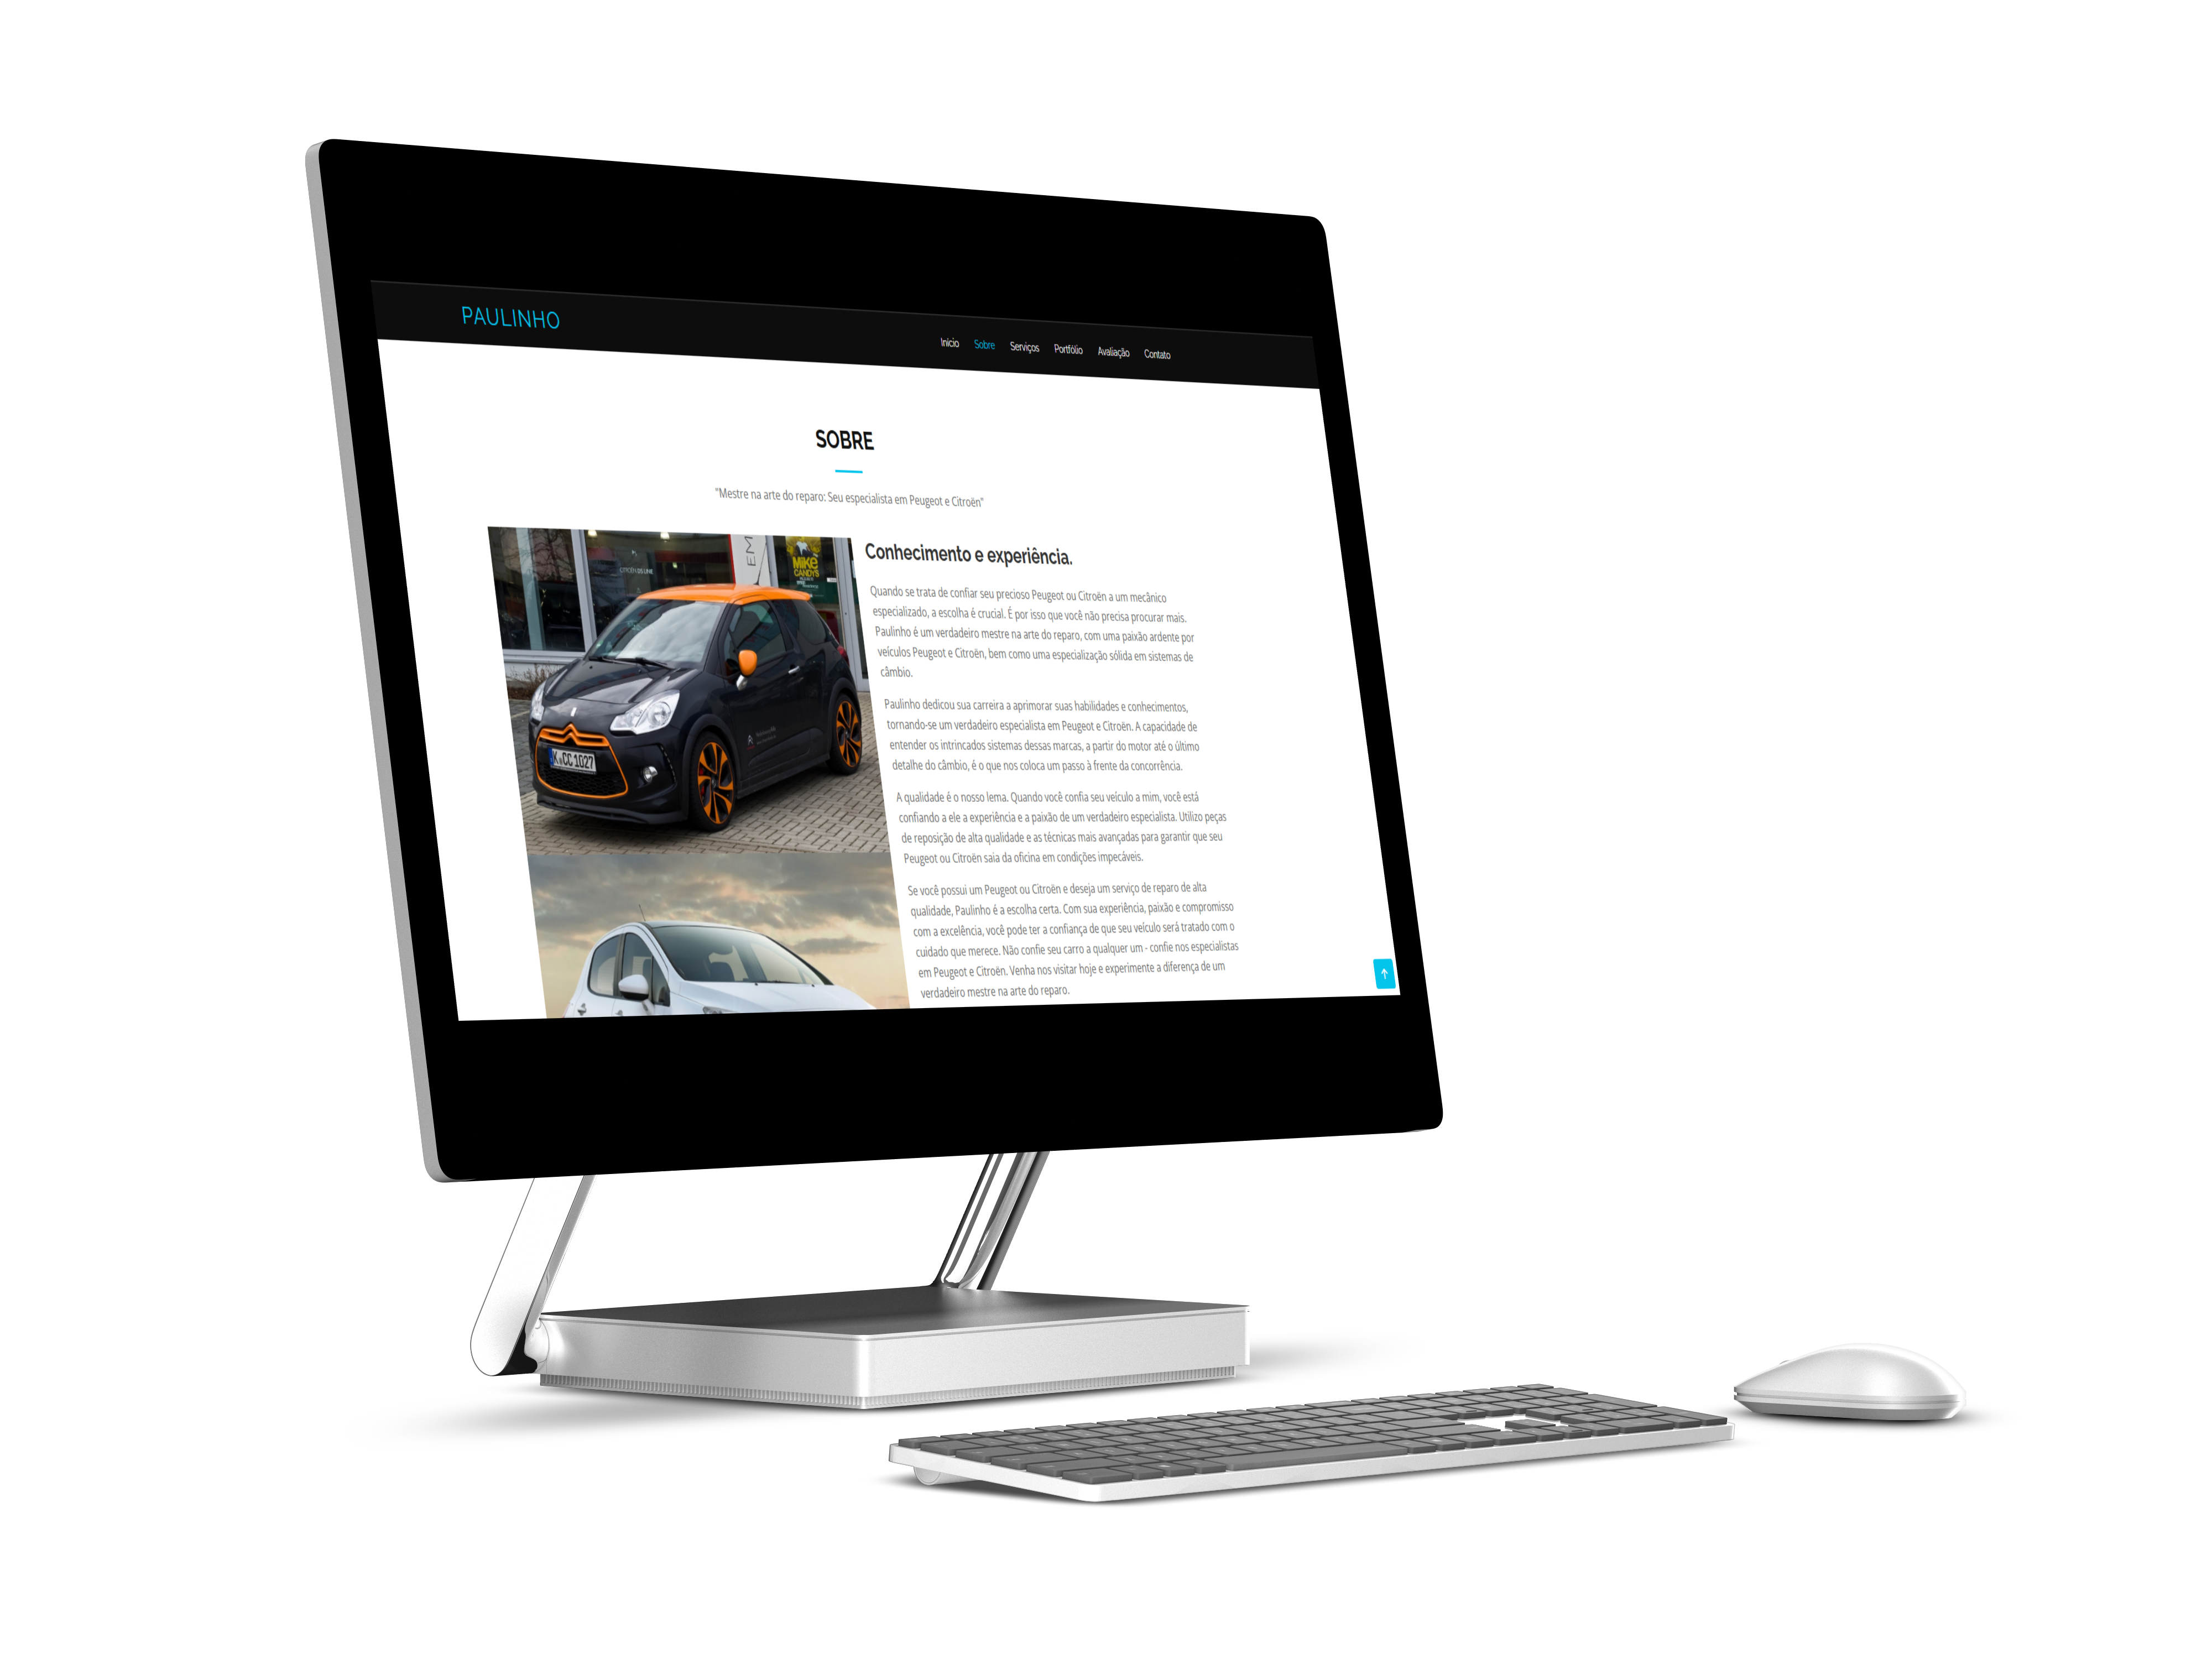 PAULINHO
Início Sobre Serviços Portfólio Avaliação Contato
SOBRE
"Mestre na arte do reparo: Seu especialista em Peugeot e Citroën"
EM
MIKE
CANDYS
CITROËN DS LINE
K CC 1027
Conhecimento e experiência.
Quando se trata de confiar seu precioso Peugeot ou Citroën a um mecânico
especializado, a escolha é crucial. É por isso que você não precisa procurar mais.
Paulinho é um verdadeiro mestre na arte do reparo, com uma paixão ardente por
veículos Peugeot e Citroën, bem como uma especialização sólida em sistemas de
câmbio.
Paulinho dedicou sua carreira a aprimorar suas habilidades e conhecimentos,
tornando-se um verdadeiro especialista em Peugeot e Citroën. A capacidade de
entender os intrincados sistemas dessas marcas, a partir do motor até o último
detalhe do câmbio, é o que nos coloca um passo à frente da concorrência.
A qualidade é o nosso lema. Quando você confia seu veículo a mim, você está
confiando a ele a experiência e a paixão de um verdadeiro especialista. Utilizo peças
de reposição de alta qualidade e as técnicas mais avançadas para garantir que seu
Peugeot ou Citroën saia da oficina em condições impecáveis.
Se você possui um Peugeot ou Citroën e deseja um serviço de reparo de alta
qualidade, Paulinho é a escolha certa. Com sua experiência, paixão e compromisso
com a excelência, você pode ter a confiança de que seu veículo será tratado com o
cuidado que merece. Não confie seu carro a qualquer um - confie nos especialistas
em Peugeot e Citroën. Venha nos visitar hoje e experimente a diferença de um
verdadeiro mestre na arte do reparo.